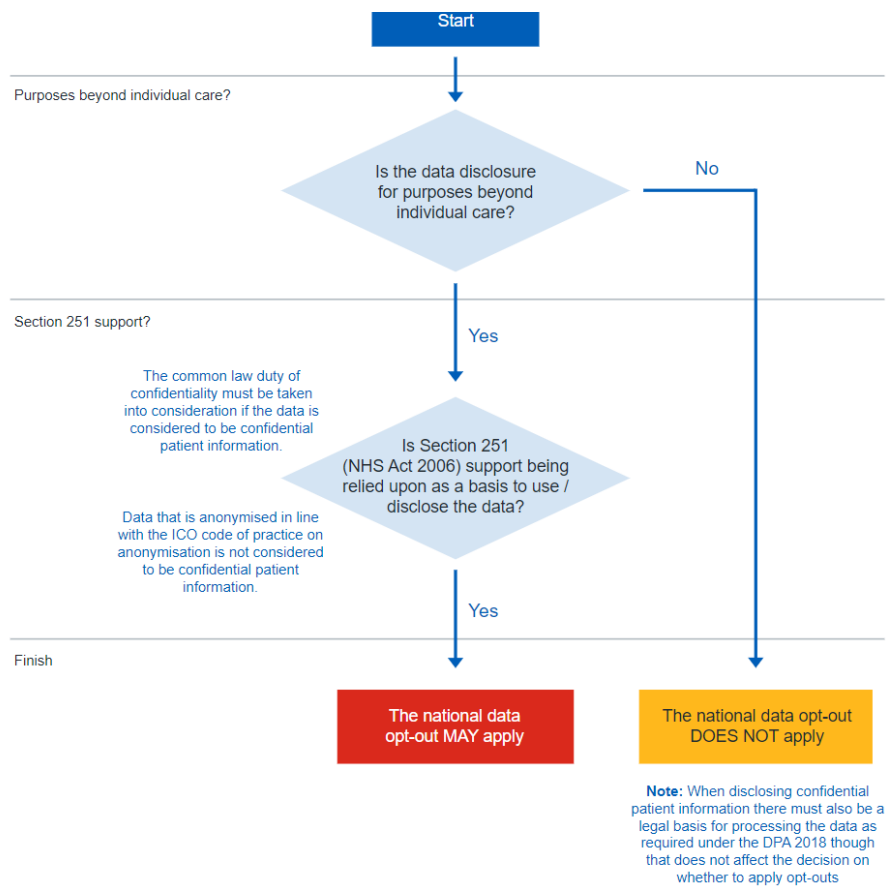 Start
Purposes beyond individual care?
Is the data disclosure
for purposes beyond
individual care?
No
Section 251 support?
Yes
The common law duty of
confidentiality must be taken
into consideration if the data is
considered to be confidential
patient information.
Is Section 251
(NHS Act 2006) support being
relied upon as a basis to use /
disclose the data?
Data that is anonymised in line
with the ICO code of practice on
anonymisation is not considered
to be confidential patient
information.
Yes
Finish
The national data
opt-out MAY apply
The national data opt-out
DOES NOT apply
Note: When disclosing confidential
patient information there must also be a
legal basis for processing the data as
required under the DPA 2018 though
that does not affect the decision on
whether to apply opt-outs